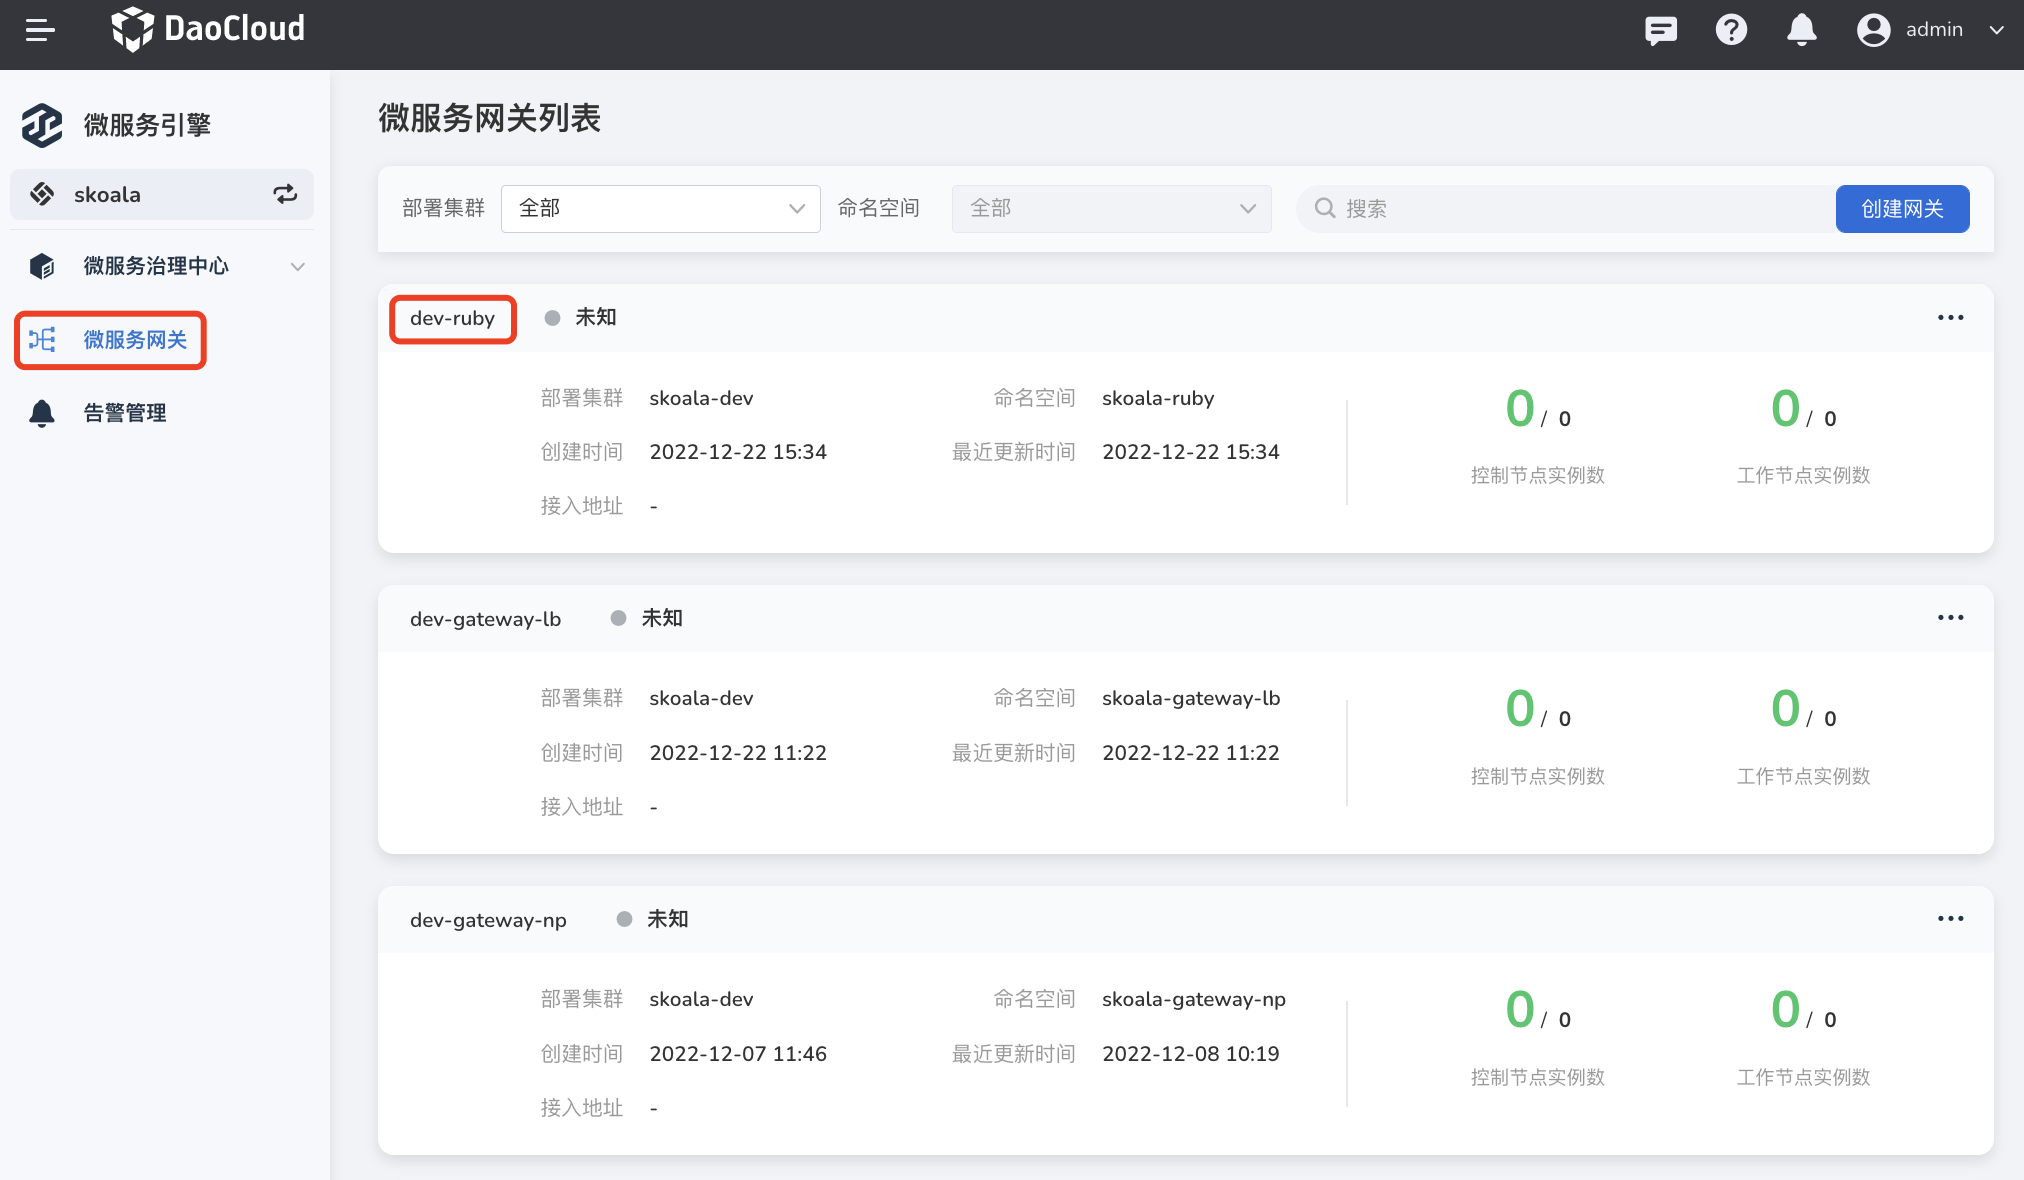 DaoCloud
admin
微服务引擎
skoala
微服务治理中心
微服务网关
告警管理
微服务网关列表
部署集群 全部 命名空间 全部 搜索 创建网关
dev-ruby 未知
部署集群 skoala-dev 命名空间 skoala-ruby
创建时间 2022-12-22 15:34 最近更新时间 2022-12-22 15:34
接入地址 -
0 / 0 0 / 0
控制节点实例数 工作节点实例数
dev-gateway-lb 未知
部署集群 skoala-dev 命名空间 skoala-gateway-lb
创建时间 2022-12-22 11:22 最近更新时间 2022-12-22 11:22
接入地址 -
0 / 0 0 / 0
控制节点实例数 工作节点实例数
dev-gateway-np 未知
部署集群 skoala-dev 命名空间 skoala-gateway-np
创建时间 2022-12-07 11:46 最近更新时间 2022-12-08 10:19
接入地址 -
0 / 0 0 / 0
控制节点实例数 工作节点实例数